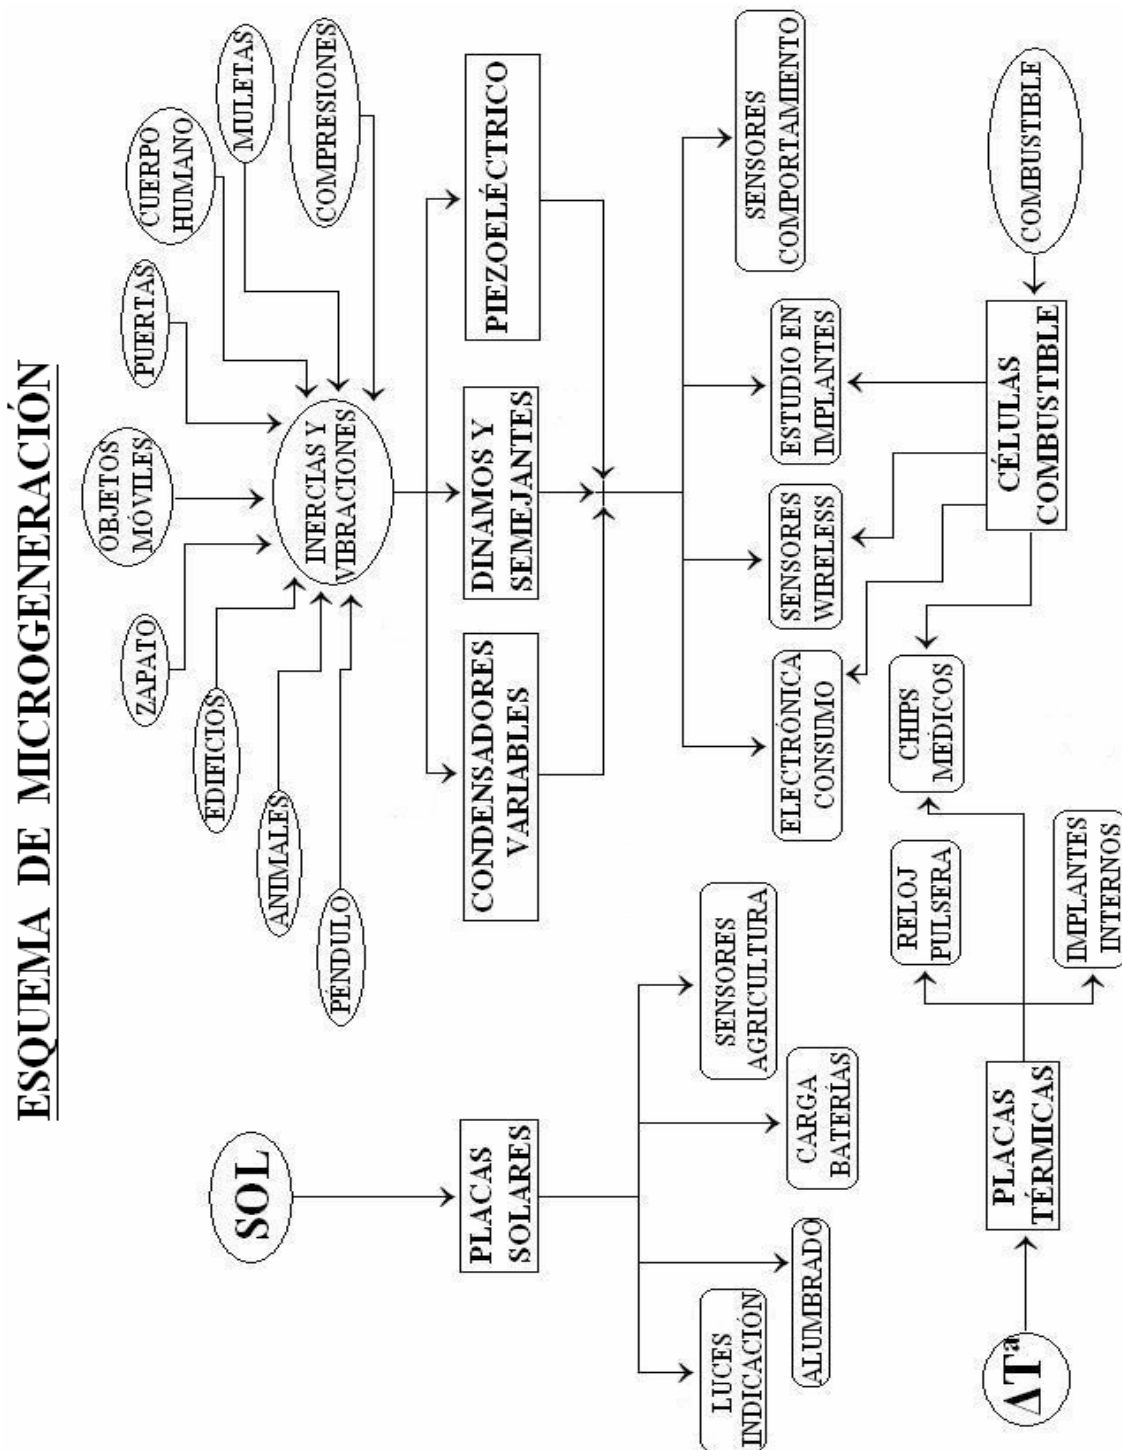 ESQUEMA DE MICROGENERACIÓN
SOL
PÉNDULO
ANIMALES
EDIFICIOS
ZAPATO
OBJETOS
MÓVILES
PUERTAS
CUERPO
HUMANO
MULETAS
COMPRESIONES
INERCIAS Y
VIBRACIONES
PLACAS
SOLARES
CONDENSADORES
VARIABLES
DINAMOS Y
SEMEJANTES
PIEZOELÉCTRICO
LUCES
INDICACIÓN
ALUMBRADO
CARGA
BATERÍAS
SENSORES
AGRICULTURA
ELECTRÓNICA
CONSUMO
SENSORES
WIRELESS
ESTUDIO EN
IMPLANTES
SENSORES
COMPORTAMIENTO
ΔTª
PLACAS
TÉRMICAS
RELOJ
PULSERA
IMPLANTES
INTERNOS
CHIPS
MÉDICOS
CÉLULAS
COMBUSTIBLE
COMBUSTIBLE